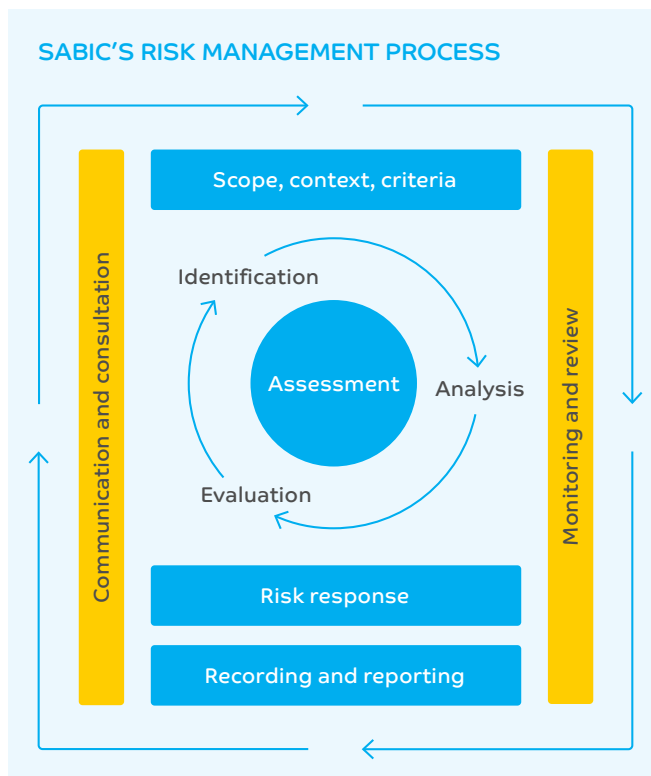 SABIC’S RISK MANAGEMENT PROCESS
Scope, context, criteria
Communication and consultation
Identification
Assessment
Analysis
Evaluation
Monitoring and review
Risk response
Recording and reporting